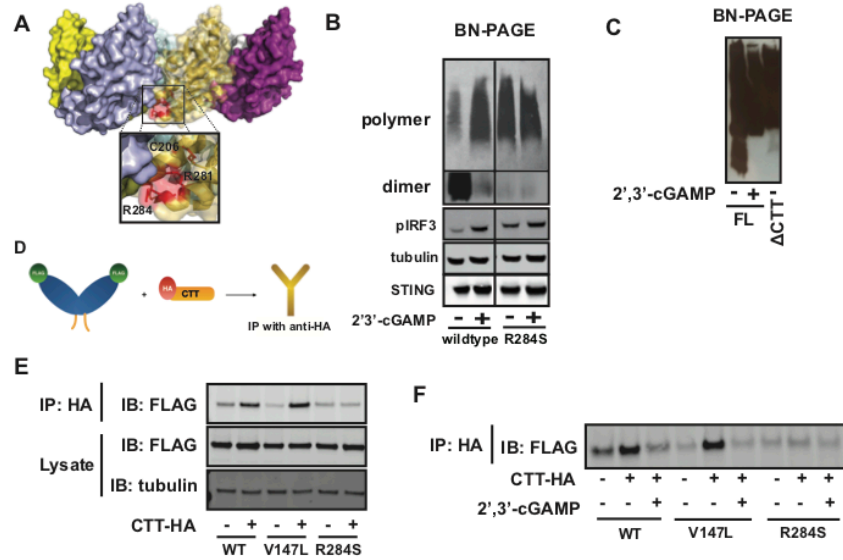 A
C206
R281
R284
B
BN-PAGE
polymer
dimer
pIRF3
tubulin
STING
2'3'-cGAMP - + - +
wildtype R284S
C
BN-PAGE
2',3'-cGAMP - + -
FL ΔCTT
D
FLAG FLAG
+ HA CTT
IP with anti-HA
E
IP: HA IB: FLAG
Lysate IB: FLAG
IB: tubulin
CTT-HA - + - + - +
WT V147L R284S
F
IP: HA IB: FLAG
CTT-HA - + + - + + - + +
2',3'-cGAMP - - + - - + - - +
WT V147L R284S